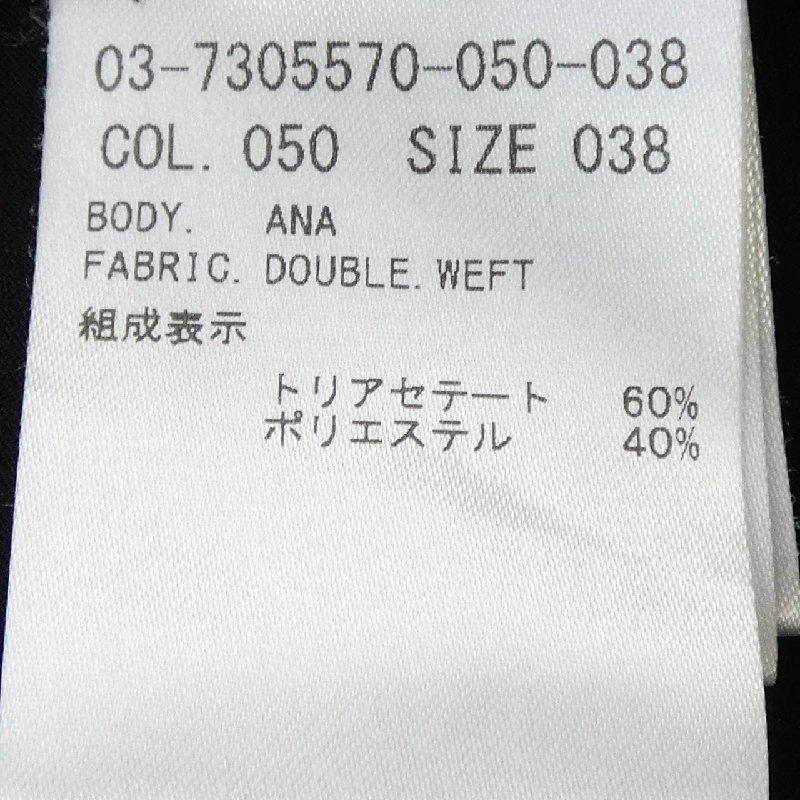 03-7305570-050-038
COL. 050 SIZE 038
BODY. ANA
FABRIC. DOUBLE. WEFT
組成表示
トリアセテート 60%
ポリエステル 40%